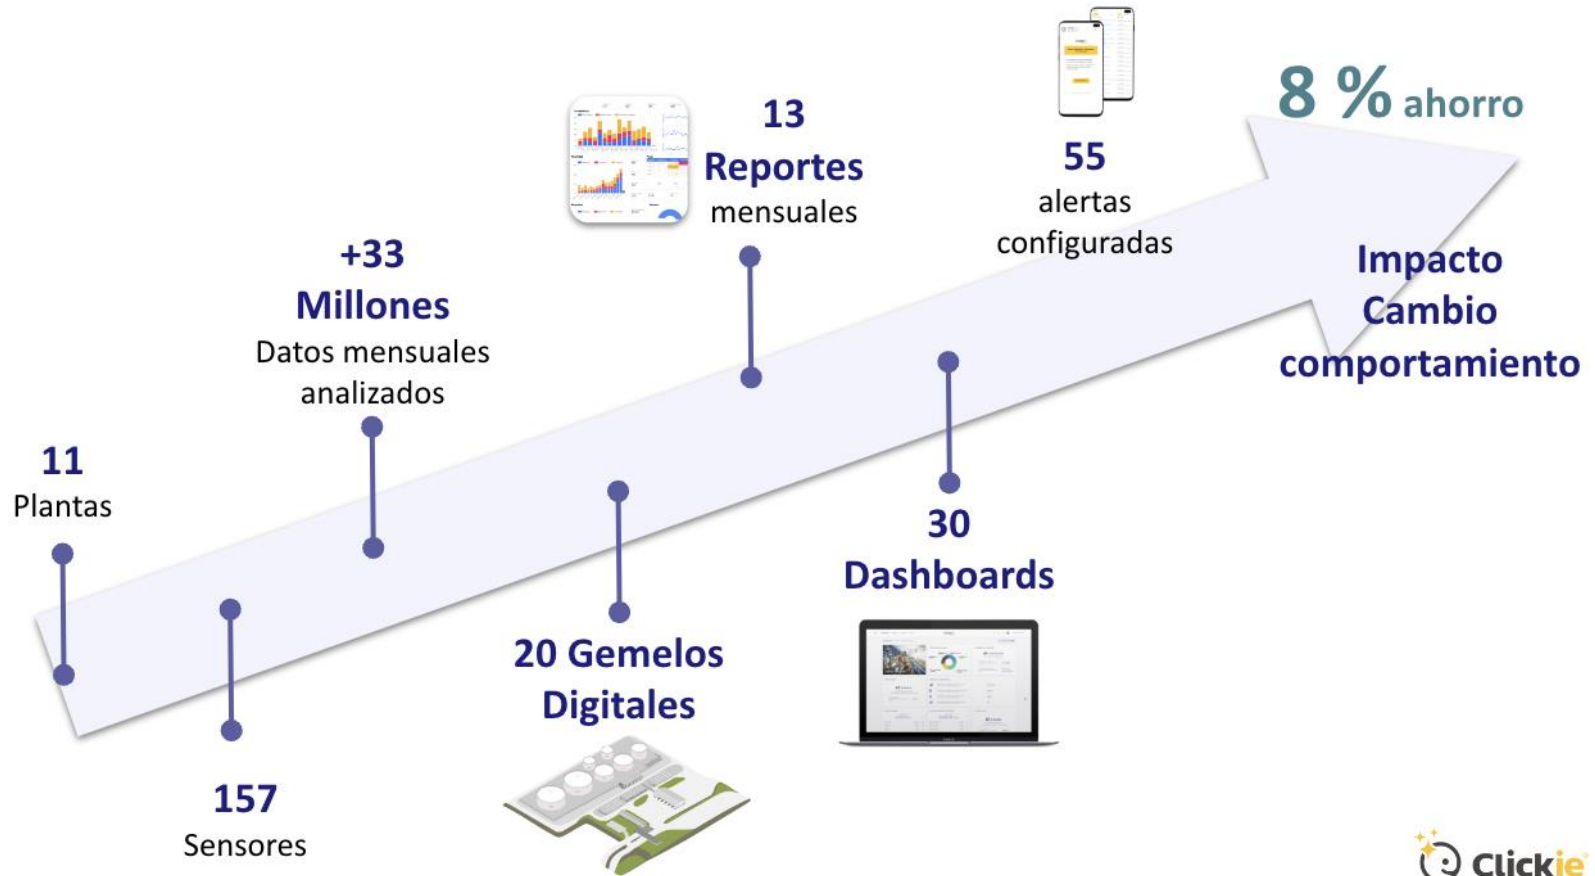 11
Plantas
157
Sensores
+33
Millones
Datos mensuales
analizados
20 Gemelos
Digitales
13
Reportes
mensuales
30
Dashboards
55
alertas
configuradas
8 % ahorro
Impacto
Cambio
comportamiento
Clickie